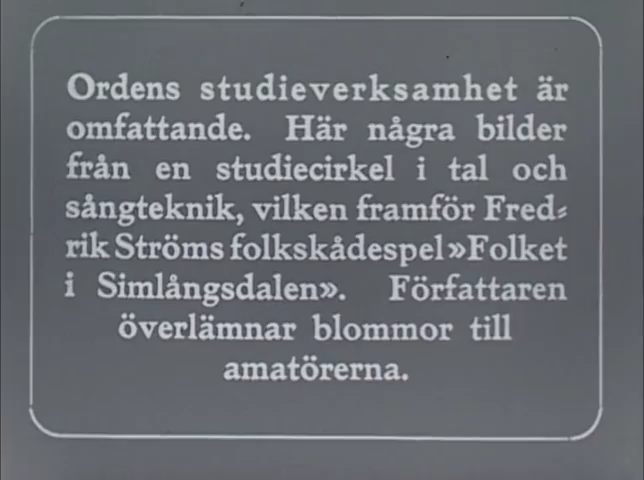 Ordens studieverksamhet är
omfattande. Här några bilder
från en studiecirkel i tal och
sångteknik, vilken framför Fred⸗
rik Ströms folkskådespel »Folket
i Simlångsdalen». Författaren
överlämnar blommor till
amatörerna.